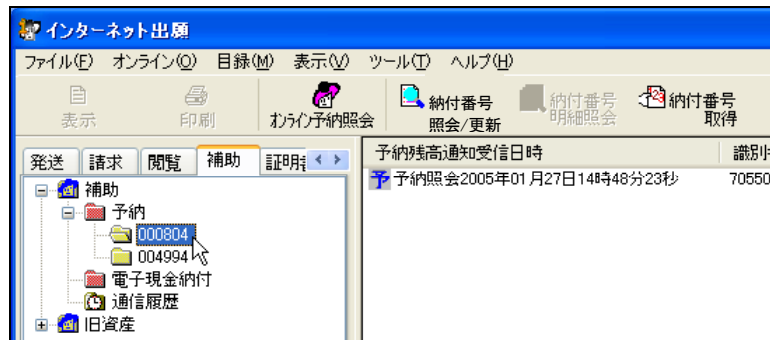 インターネット出願
ファイル(F) オンライン(O) 目録(M) 表示(V) ツール(T) ヘルプ(H)
表示
印刷
オンライン予納照会
納付番号
照会/更新
納付番号
明細照会
納付番号
取得
発送 請求 閲覧 補助 証明
予納残高通知受信日時 識別
補助
予 予納照会2005年01月27日14時48分23秒 70550
予納
000804
004994
電子現金納付
通信履歴
旧資産